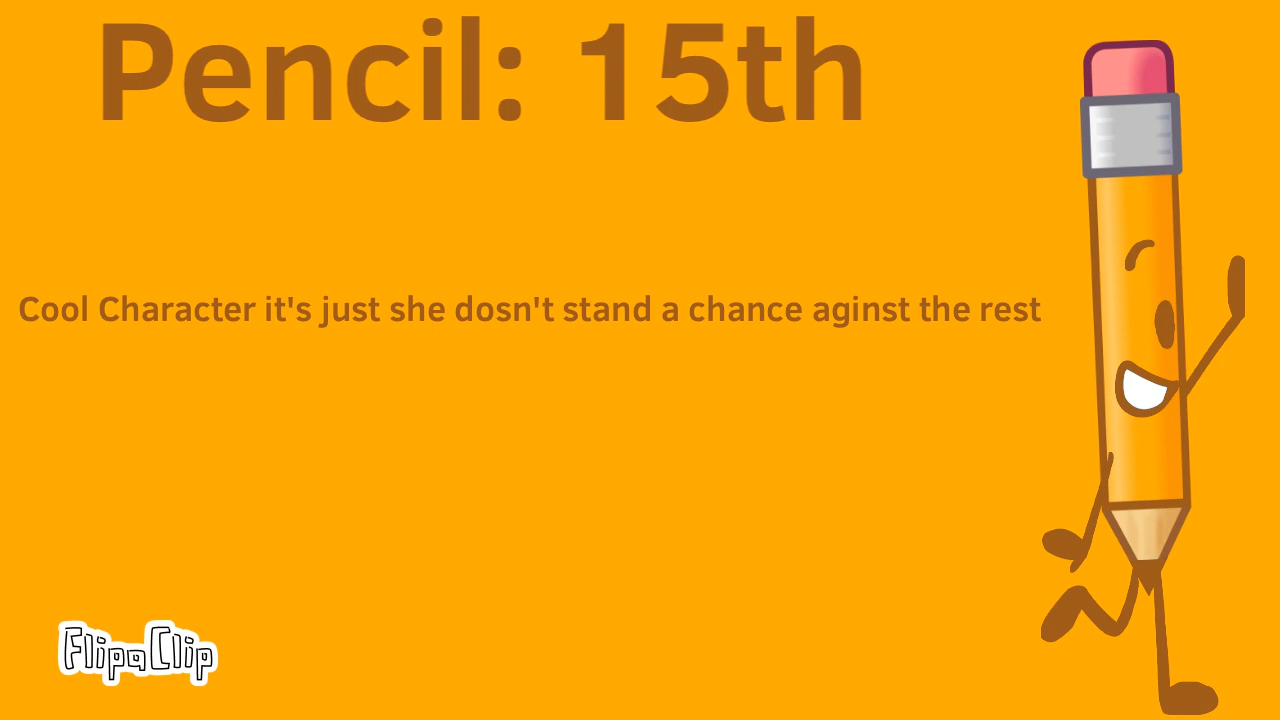 Pencil: 15th
Cool Character it's just she dosn't stand a chance aginst the rest
FlipaClip